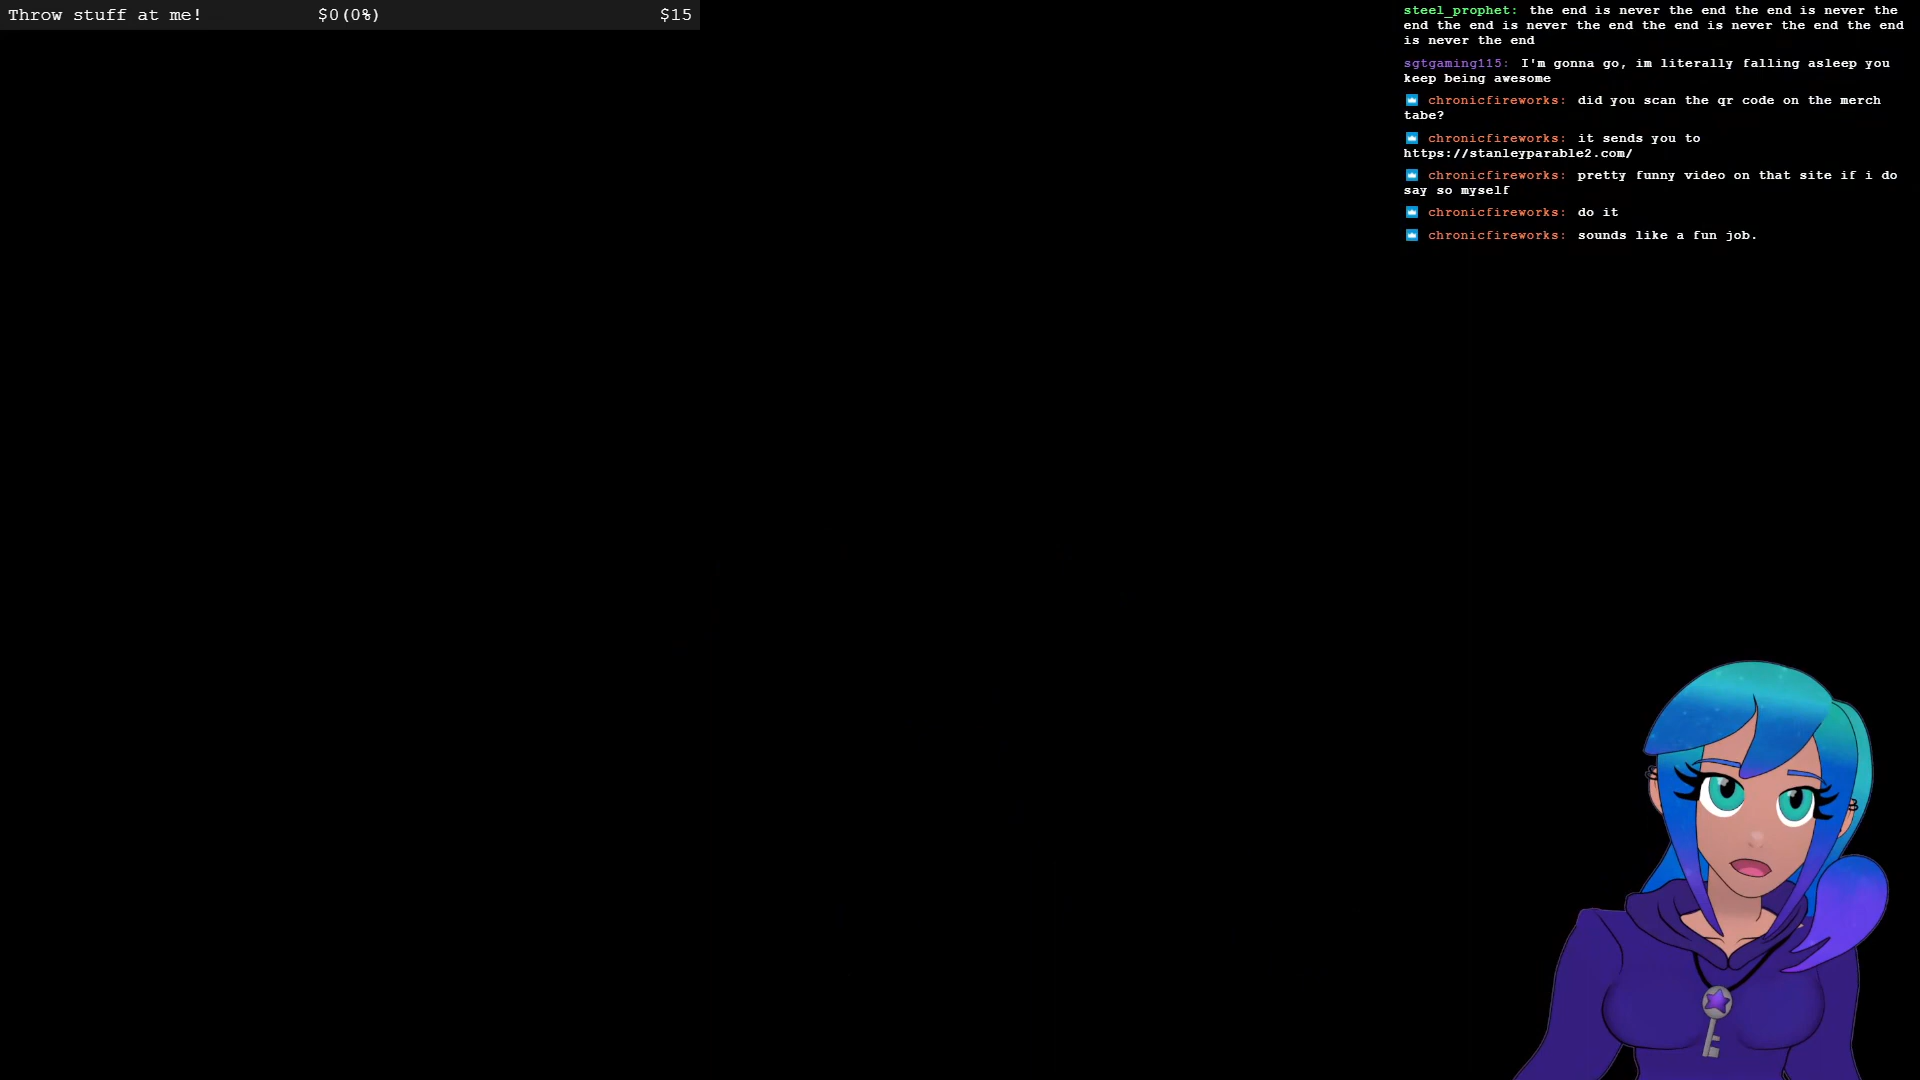 Throw stuff at me! $0(0%) $15
steel_prophet: the end is never the end the end is never the
end the end is never the end the end is never the end the end
is never the end
sgtgaming115: I'm gonna go, im literally falling asleep you
keep being awesome
chronicfireworks: did you scan the qr code on the merch
tabe?
chronicfireworks: it sends you to
https://stanleyparable2.com/
chronicfireworks: pretty funny video on that site if i do
say so myself
chronicfireworks: do it
chronicfireworks: sounds like a fun job.